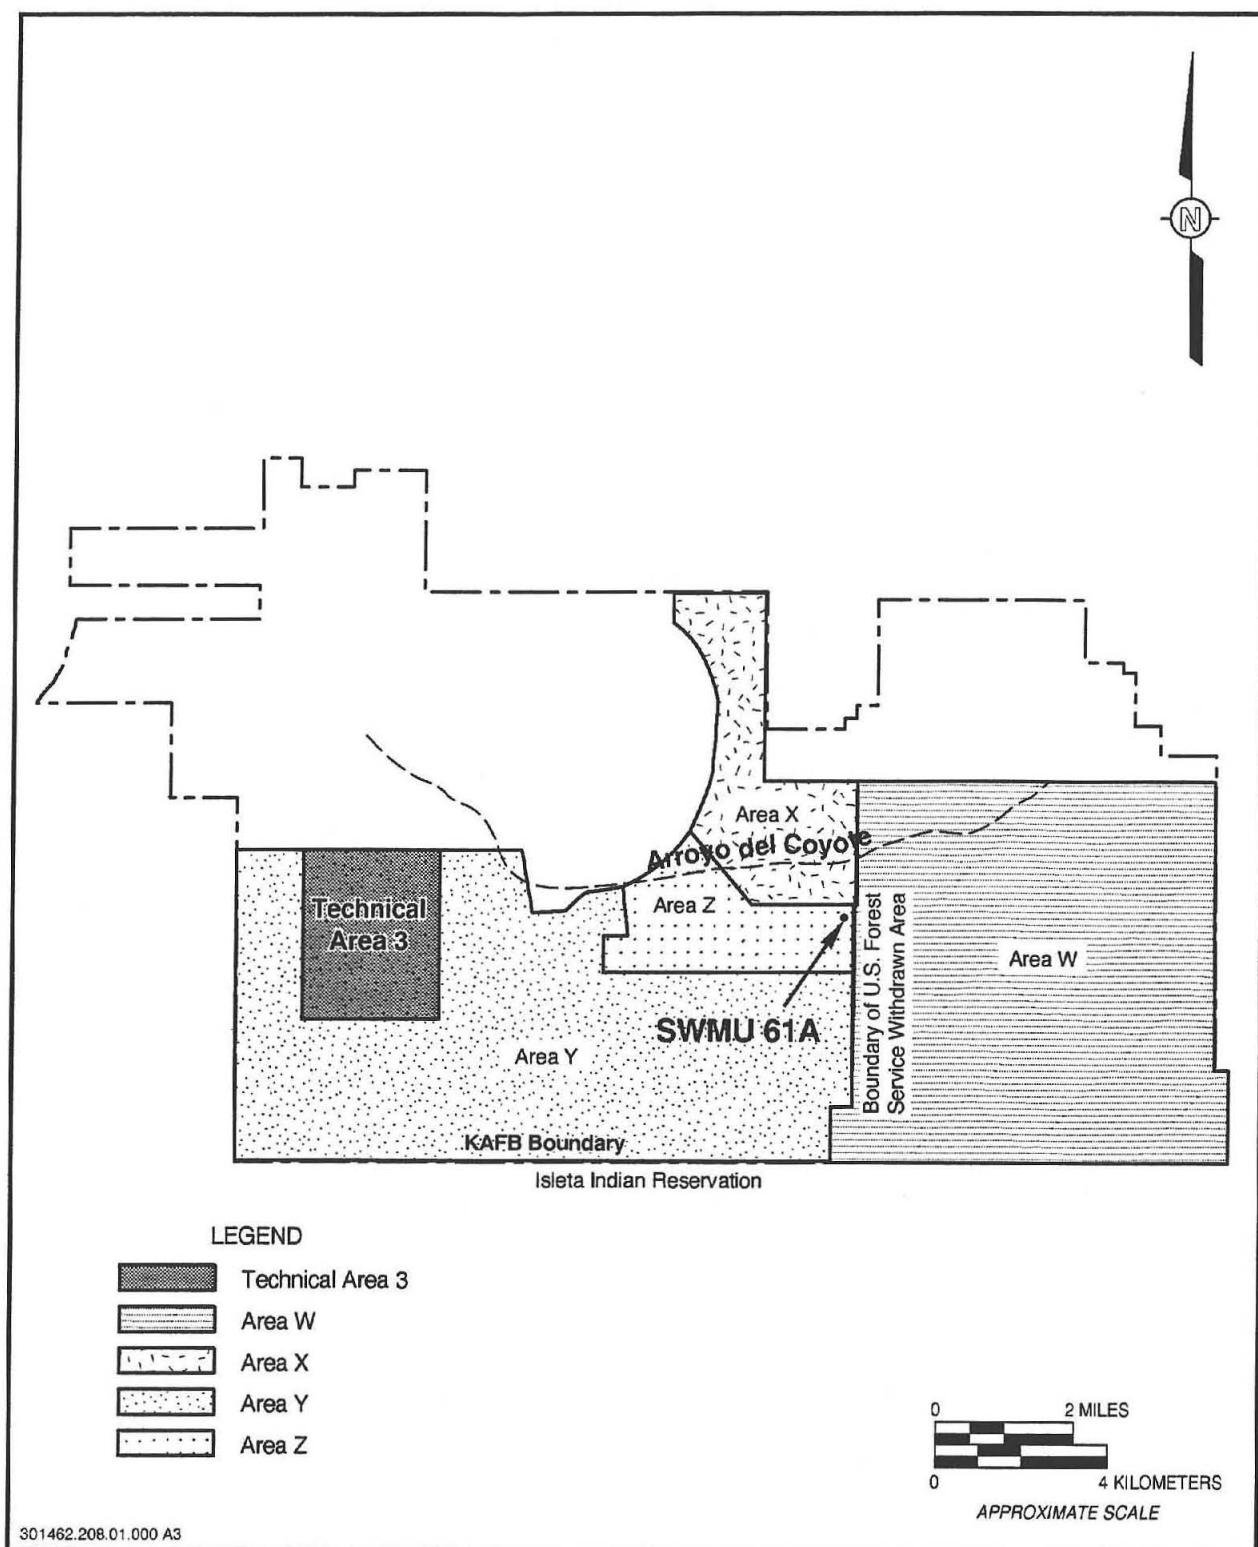 N
Area X
Arroyo del Coyote
Area Z
Technical
Area 3
Boundary of U.S. Forest
Service Withdrawn Area
Area W
SWMU 61A
Area Y
KAFB Boundary
Isleta Indian Reservation
LEGEND
Technical Area 3
Area W
Area X
Area Y
Area Z
0 2 MILES
0 4 KILOMETERS
APPROXIMATE SCALE
301462.208.01.000 A3